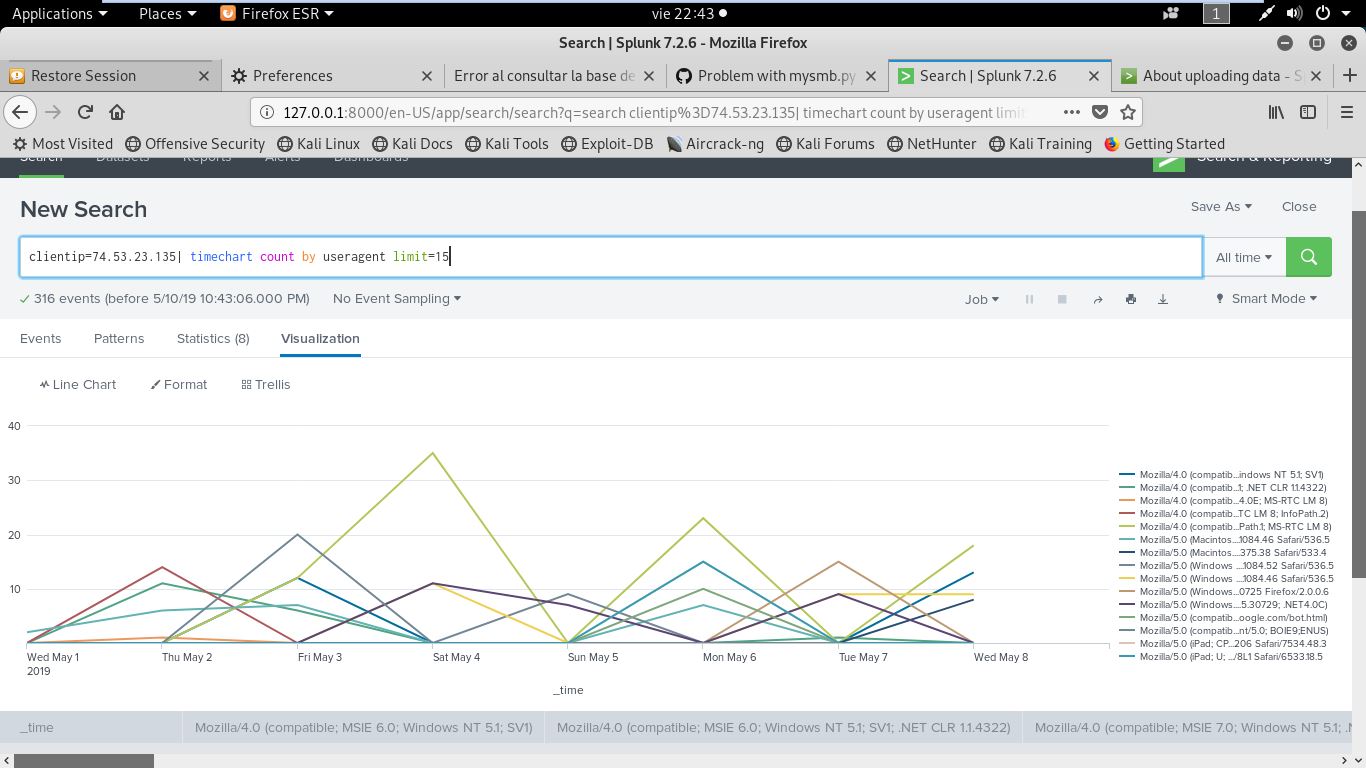 Applications Places Firefox ESR vie 22:43 1
Search | Splunk 7.2.6 - Mozilla Firefox
Restore Session Preferences Error al consultar la base de Problem with mysmb.py Search | Splunk 7.2.6 About uploading data - S
127.0.0.1:8000/en-US/app/search/search?q=search clientip%3D74.53.23.135| timechart count by useragent limi
Most Visited Offensive Security Kali Linux Kali Docs Kali Tools Exploit-DB Aircrack-ng Kali Forums NetHunter Kali Training Getting Started
Search Datasets Reports Alerts Dashboards Search & Reporting
New Search Save As Close
clientip=74.53.23.135| timechart count by useragent limit=15 All time
316 events (before 5/10/19 10:43:06.000 PM) No Event Sampling Job Smart Mode
Events Patterns Statistics (8) Visualization
Line Chart Format Trellis
40
30
20
10
Mozilla/4.0 (compatib...indows NT 5.1; SV1)
Mozilla/4.0 (compatib...1; .NET CLR 1.1.4322)
Mozilla/4.0 (compatib...4.0E; MS-RTC LM 8)
Mozilla/4.0 (compatib...TC LM 8; InfoPath.2)
Mozilla/4.0 (compatib...Path.1; MS-RTC LM 8)
Mozilla/5.0 (Macintos...1084.46 Safari/536.5
Mozilla/5.0 (Macintos....375.38 Safari/533.4
Mozilla/5.0 (Windows ...1084.52 Safari/536.5
Mozilla/5.0 (Windows ...1084.46 Safari/536.5
Mozilla/5.0 (Windows...0725 Firefox/2.0.0.6
Mozilla/5.0 (Windows....5.30729; .NET4.0C)
Mozilla/5.0 (compatib...oogle.com/bot.html)
Mozilla/5.0 (compatib...nt/5.0; BOIE9;ENUS)
Mozilla/5.0 (iPad; CP...206 Safari/7534.48.3
Mozilla/5.0 (iPad; U; .../8L1 Safari/6533.18.5
Wed May 1 Thu May 2 Fri May 3 Sat May 4 Sun May 5 Mon May 6 Tue May 7 Wed May 8
2019
_time
_time Mozilla/4.0 (compatible; MSIE 6.0; Windows NT 5.1; SV1) Mozilla/4.0 (compatible; MSIE 6.0; Windows NT 5.1; SV1; .NET CLR 1.1.4322) Mozilla/4.0 (compatible; MSIE 7.0; Windows NT 5.1; .N